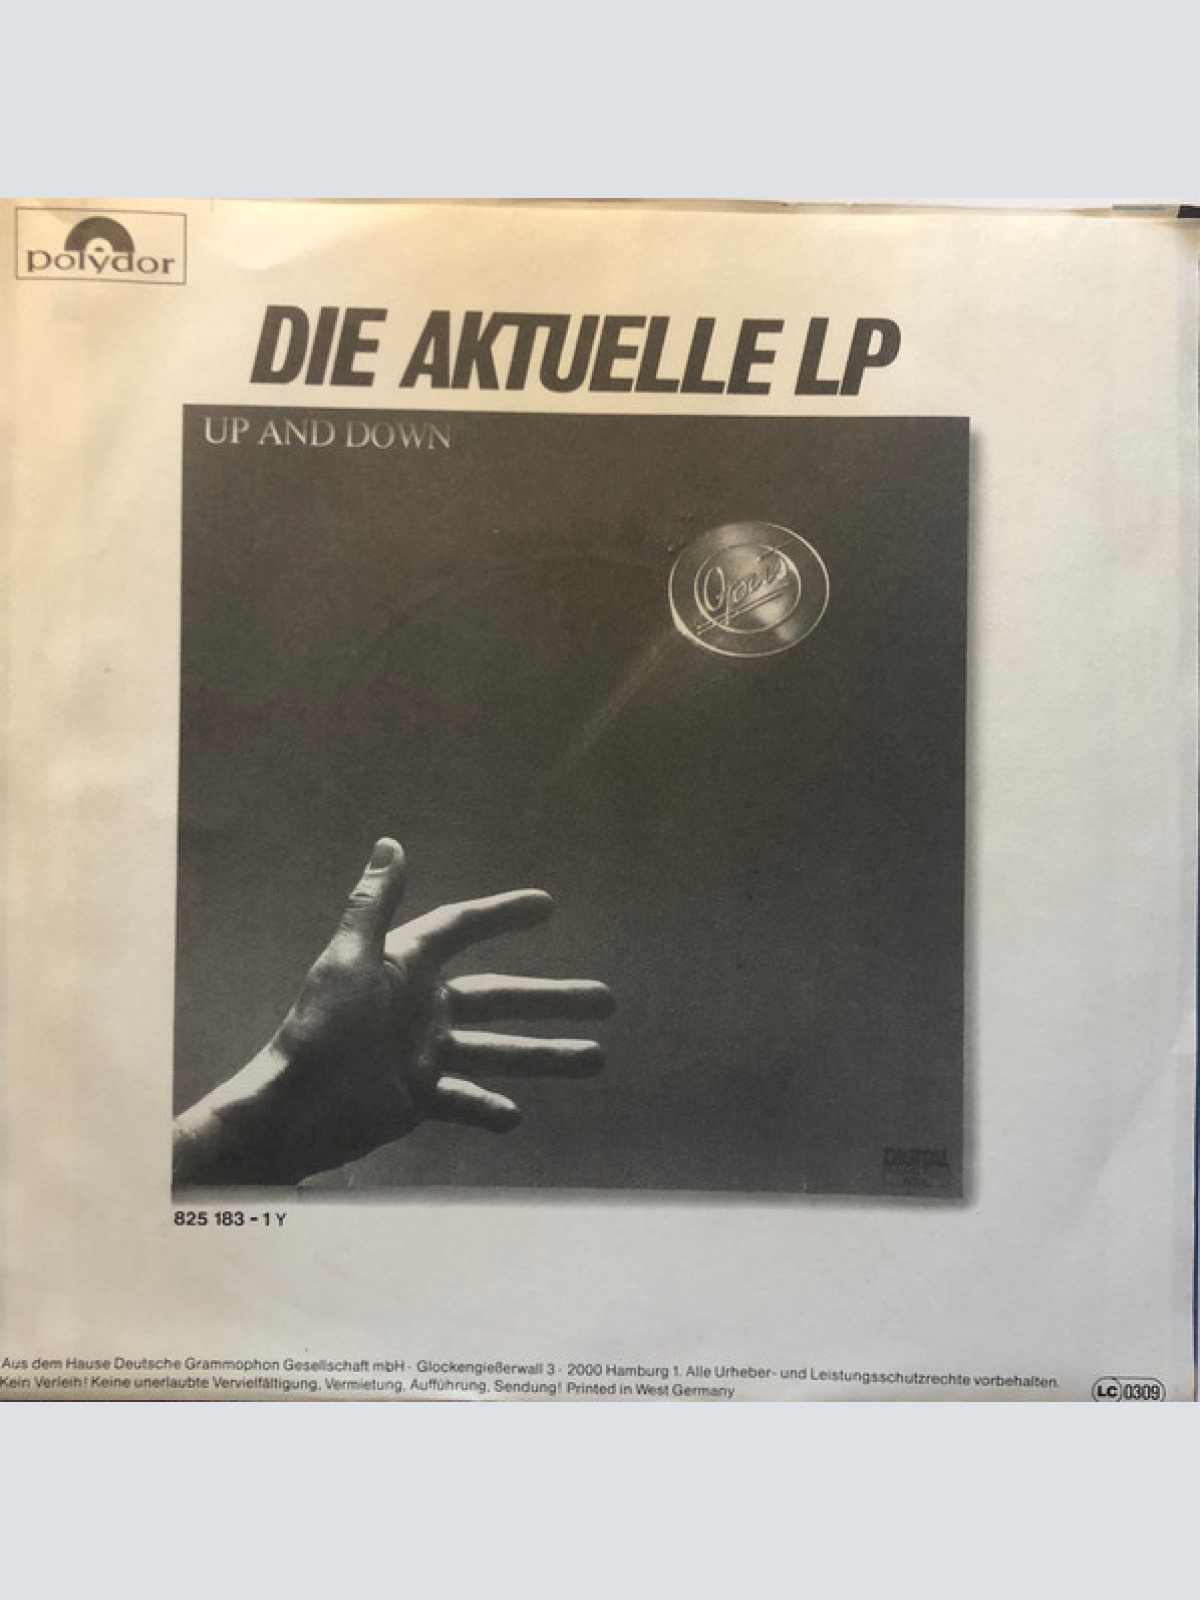 polydor
DIE AKTUELLE LP
UP AND DOWN
Opus
DIGITAL
825 183 - 1 Y
Aus dem Hause Deutsche Grammophon Gesellschaft mbH · Glockengießerwall 3 · 2000 Hamburg 1. Alle Urheber- und Leistungsschutzrechte vorbehalten.
Kein Verleih! Keine unerlaubte Vervielfältigung, Vermietung, Aufführung, Sendung! Printed in West Germany
LC 0309